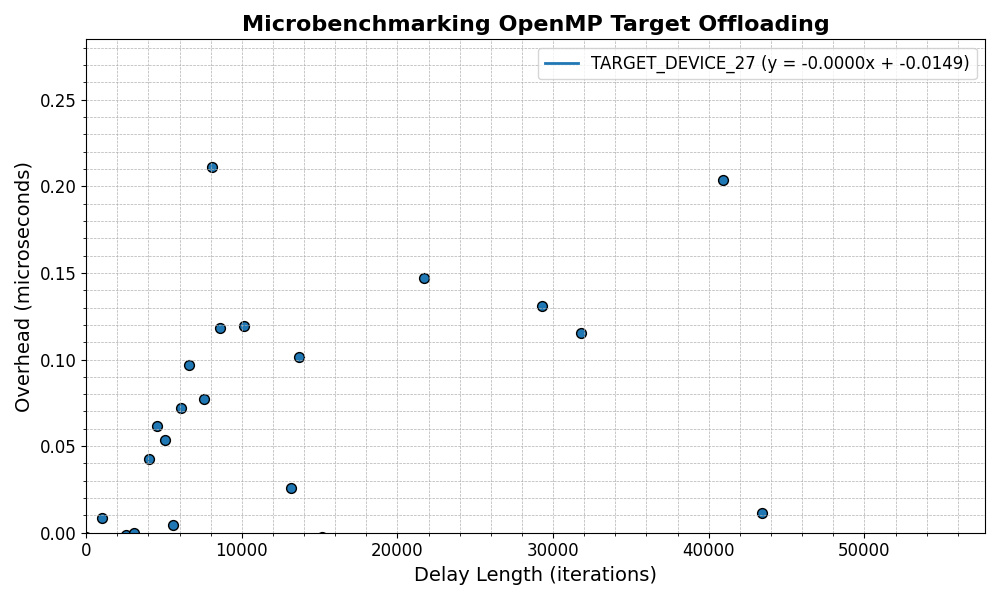 Microbenchmarking OpenMP Target Offloading
TARGET_DEVICE_27 (y = -0.0000x + -0.0149)
Overhead (microseconds)
0.25
0.20
0.15
0.10
0.05
0.00
0 10000 20000 30000 40000 50000
Delay Length (iterations)